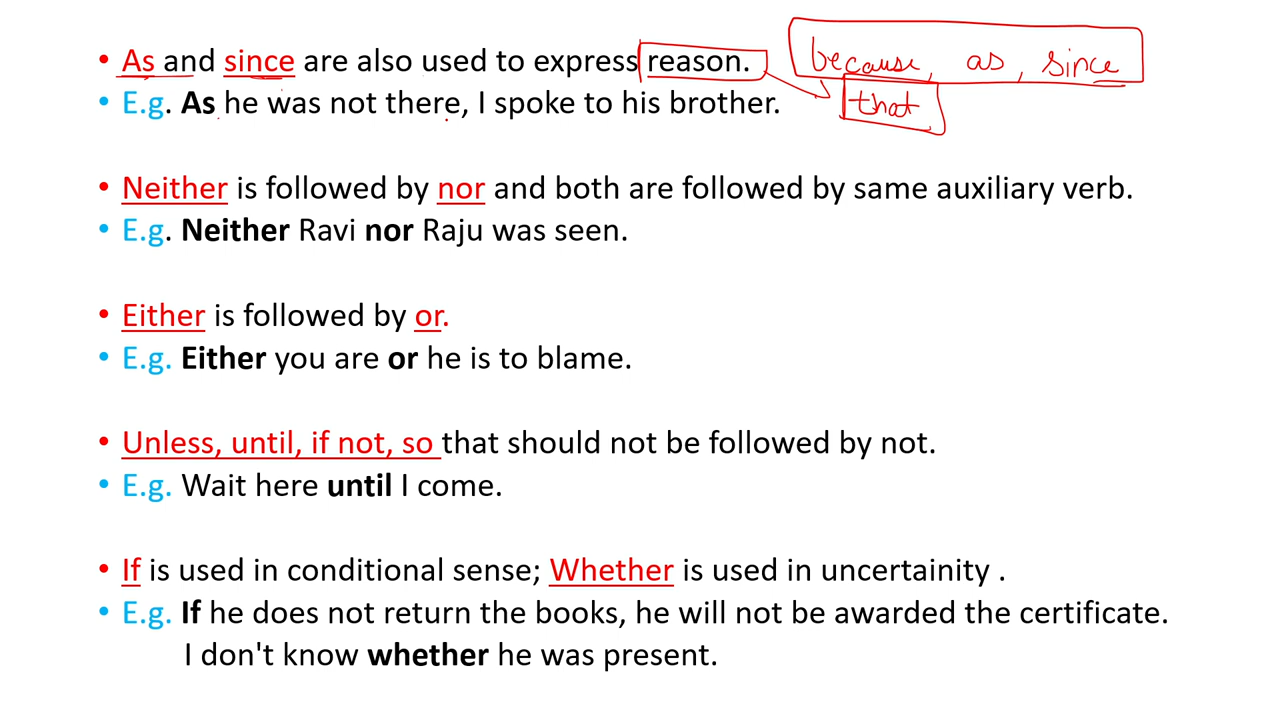 • As and since are also used to express reason. because, as, since
• E.g. As he was not there, I spoke to his brother. that
• Neither is followed by nor and both are followed by same auxiliary verb.
• E.g. Neither Ravi nor Raju was seen.
• Either is followed by or.
• E.g. Either you are or he is to blame.
• Unless, until, if not, so that should not be followed by not.
• E.g. Wait here until I come.
• If is used in conditional sense; Whether is used in uncertainity .
• E.g. If he does not return the books, he will not be awarded the certificate.
I don't know whether he was present.